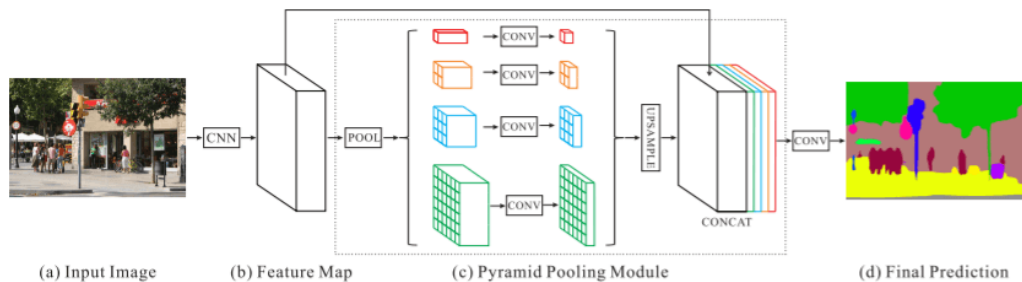 CNN
POOL
CONV
CONV
CONV
CONV
UPSAMPLE
CONCAT
CONV
(a) Input Image
(b) Feature Map
(c) Pyramid Pooling Module
(d) Final Prediction